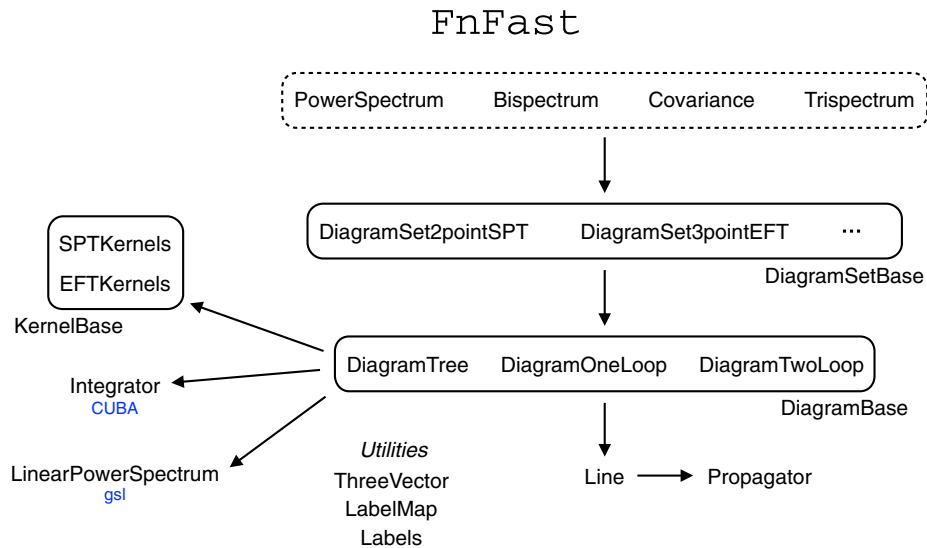 FnFast
PowerSpectrum Bispectrum Covariance Trispectrum
DiagramSet2pointSPT DiagramSet3pointEFT ...
DiagramSetBase
SPTKernels
EFTKernels
KernelBase
DiagramTree DiagramOneLoop DiagramTwoLoop
DiagramBase
Integrator
CUBA
LinearPowerSpectrum
gsl
Utilities
ThreeVector
LabelMap
Labels
Line Propagator